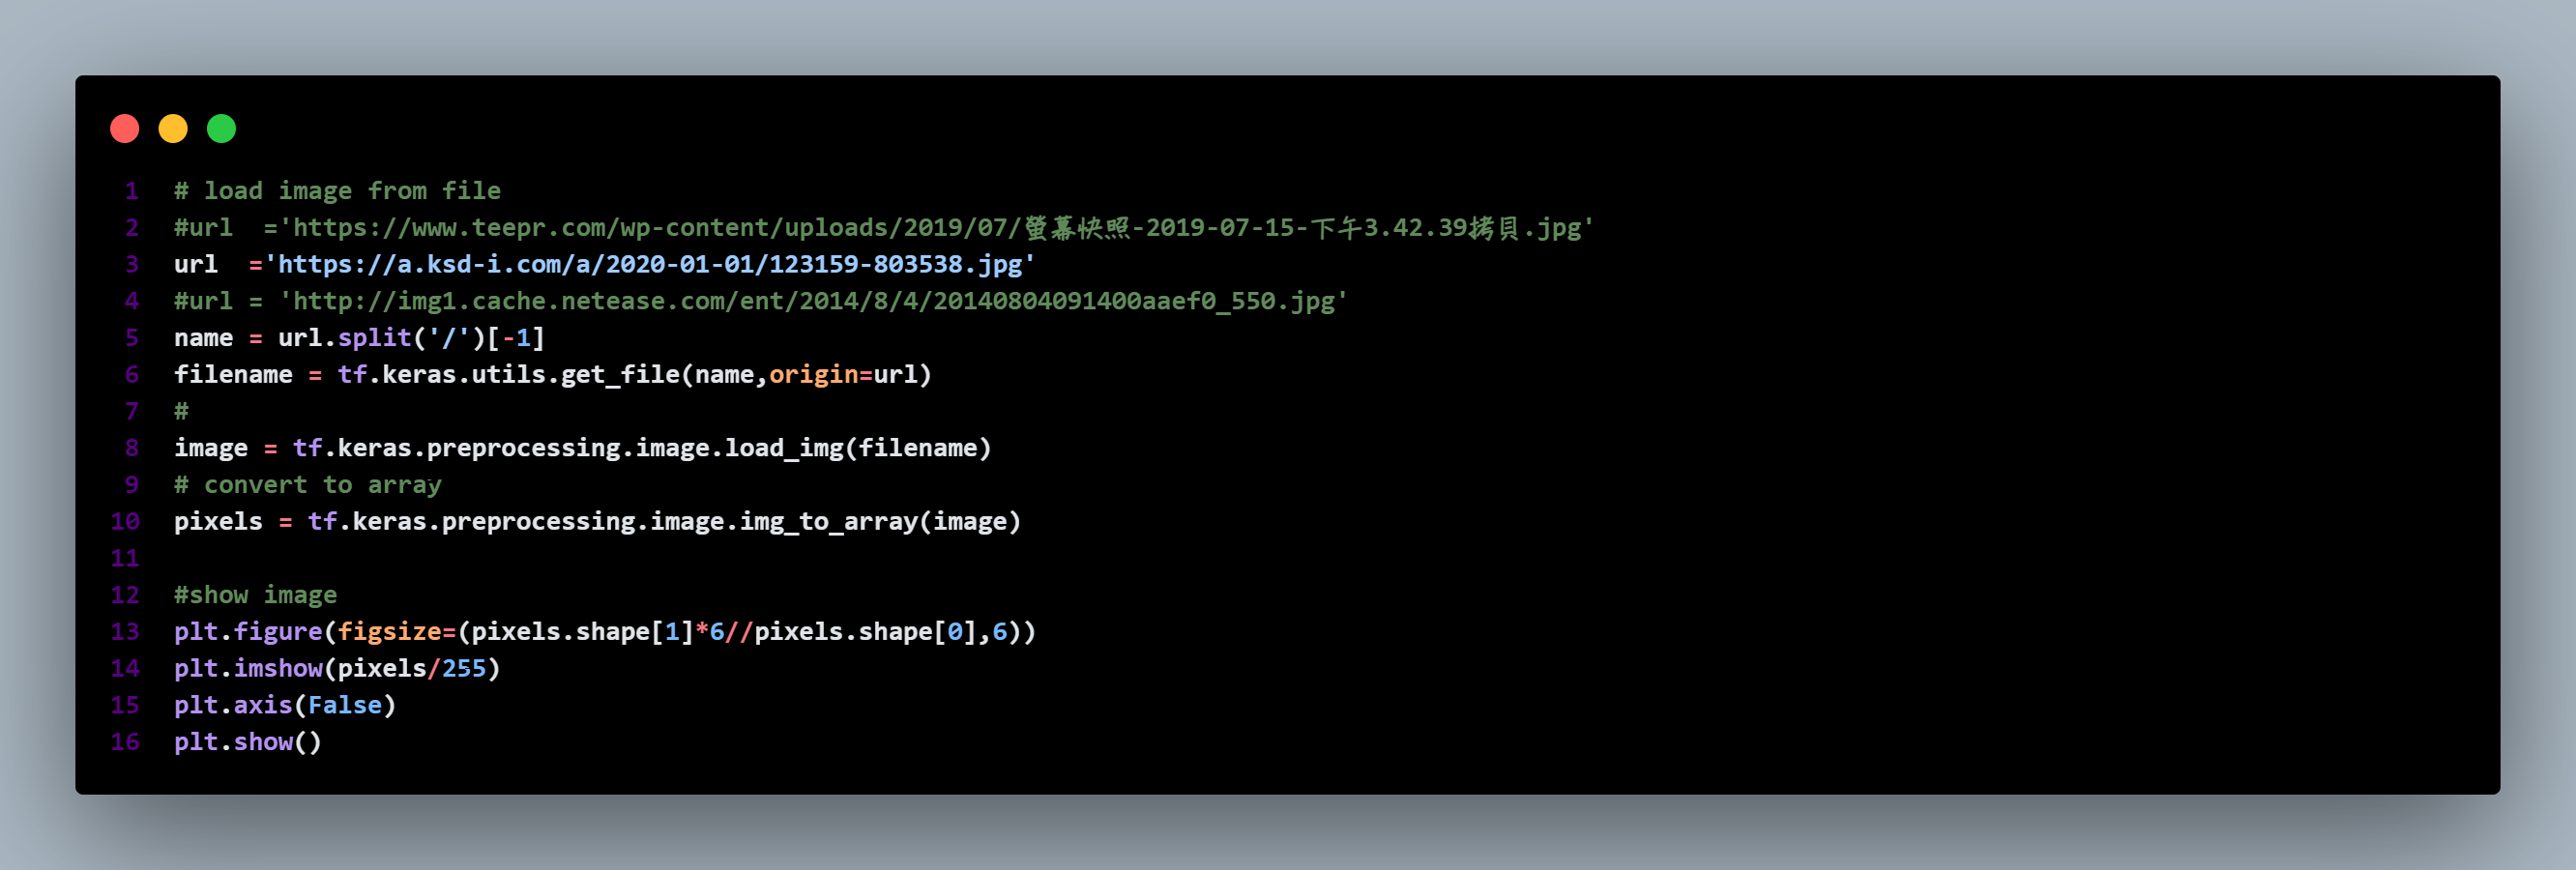 1 # load image from file
2 #url  ='https://www.teepr.com/wp-content/uploads/2019/07/螢幕快照-2019-07-15-下午3.42.39拷貝.jpg'
3 url  ='https://a.ksd-i.com/a/2020-01-01/123159-803538.jpg'
4 #url = 'http://img1.cache.netease.com/ent/2014/8/4/20140804091400aaef0_550.jpg'
5 name = url.split('/')[-1]
6 filename = tf.keras.utils.get_file(name,origin=url)
7 #
8 image = tf.keras.preprocessing.image.load_img(filename)
9 # convert to array
10 pixels = tf.keras.preprocessing.image.img_to_array(image)
11
12 #show image
13 plt.figure(figsize=(pixels.shape[1]*6//pixels.shape[0],6))
14 plt.imshow(pixels/255)
15 plt.axis(False)
16 plt.show()